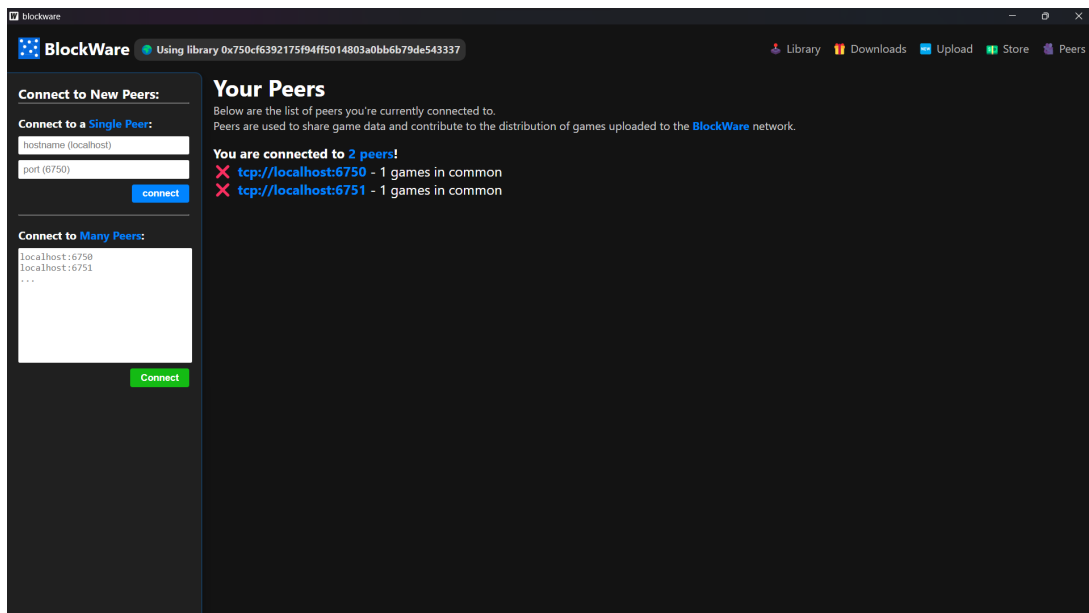 blockware
BlockWare
Using library 0x750cf6392175f94ff5014803a0bb6b79de543337
Library
Downloads
Upload
Store
Peers
Connect to New Peers:
Connect to a Single Peer:
hostname (localhost)
port (6750)
connect
Connect to Many Peers:
localhost:6750
localhost:6751
...
Connect
Your Peers
Below are the list of peers you're currently connected to.
Peers are used to share game data and contribute to the distribution of games uploaded to the BlockWare network.
You are connected to 2 peers!
tcp://localhost:6750 - 1 games in common
tcp://localhost:6751 - 1 games in common